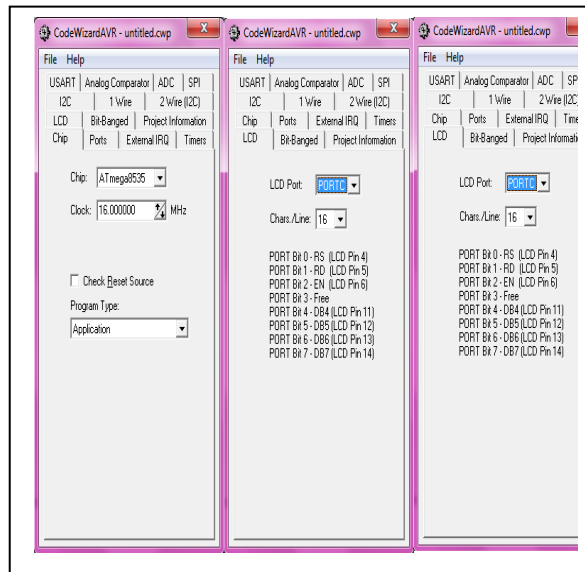 CodeWizardAVR - untitled.cwp
File Help
USART Analog Comparator ADC SPI
I2C 1 Wire 2 Wire (I2C)
LCD Bit-Banged Project Information
Chip Ports External IRQ Timers
Chip: ATmega8535
Clock: 16.000000 MHz
Check Reset Source
Program Type:
Application
CodeWizardAVR - untitled.cwp
File Help
USART Analog Comparator ADC SPI
I2C 1 Wire 2 Wire (I2C)
Chip Ports External IRQ Timers
LCD Bit-Banged Project Information
LCD Port: PORTC
Chars./Line: 16
PORT Bit 0 - RS (LCD Pin 4)
PORT Bit 1 - RD (LCD Pin 5)
PORT Bit 2 - EN (LCD Pin 6)
PORT Bit 3 - Free
PORT Bit 4 - DB4 (LCD Pin 11)
PORT Bit 5 - DB5 (LCD Pin 12)
PORT Bit 6 - DB6 (LCD Pin 13)
PORT Bit 7 - DB7 (LCD Pin 14)
CodeWizardAVR - untitled.cwp
File Help
USART Analog Comparator ADC SPI
I2C 1 Wire 2 Wire (I2C)
Chip Ports External IRQ Time
LCD Bit-Banged Project Informati
LCD Port: PORTC
Chars./Line: 16
PORT Bit 0 - RS (LCD Pin 4)
PORT Bit 1 - RD (LCD Pin 5)
PORT Bit 2 - EN (LCD Pin 6)
PORT Bit 3 - Free
PORT Bit 4 - DB4 (LCD Pin 11)
PORT Bit 5 - DB5 (LCD Pin 12)
PORT Bit 6 - DB6 (LCD Pin 13)
PORT Bit 7 - DB7 (LCD Pin 14)